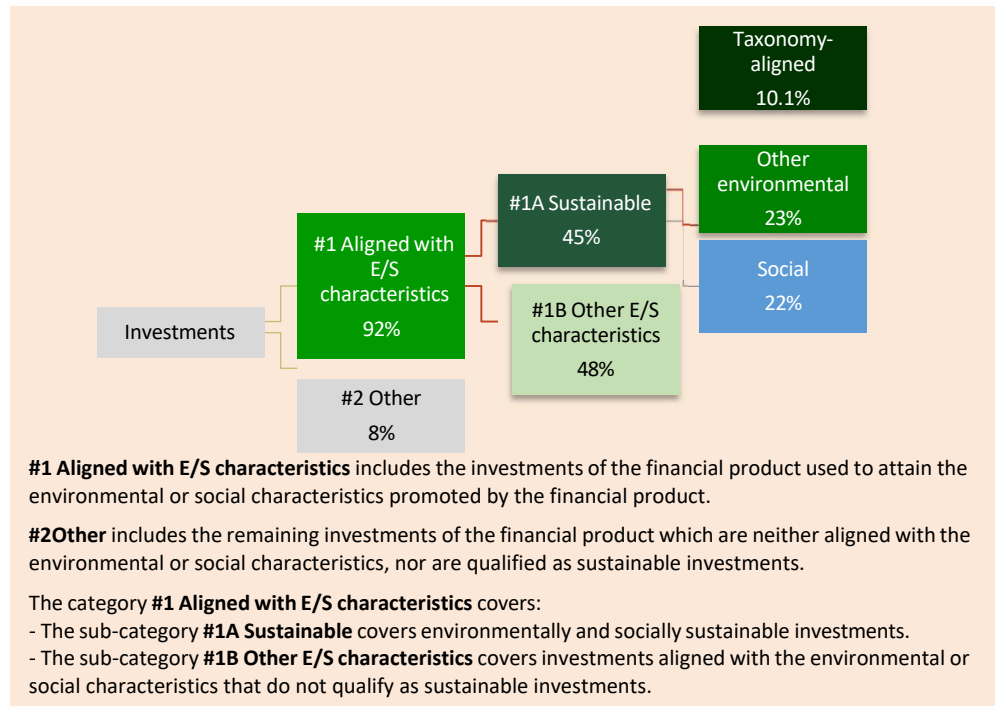 Taxonomy-
aligned
10.1%
Other
environmental
23%
#1A Sustainable
45%
#1 Aligned with
E/S
characteristics
92%
Social
22%
#1B Other E/S
characteristics
48%
Investments
#2 Other
8%
#1 Aligned with E/S characteristics includes the investments of the financial product used to attain the
environmental or social characteristics promoted by the financial product.
#2Other includes the remaining investments of the financial product which are neither aligned with the
environmental or social characteristics, nor are qualified as sustainable investments.
The category #1 Aligned with E/S characteristics covers:
- The sub-category #1A Sustainable covers environmentally and socially sustainable investments.
- The sub-category #1B Other E/S characteristics covers investments aligned with the environmental or
social characteristics that do not qualify as sustainable investments.